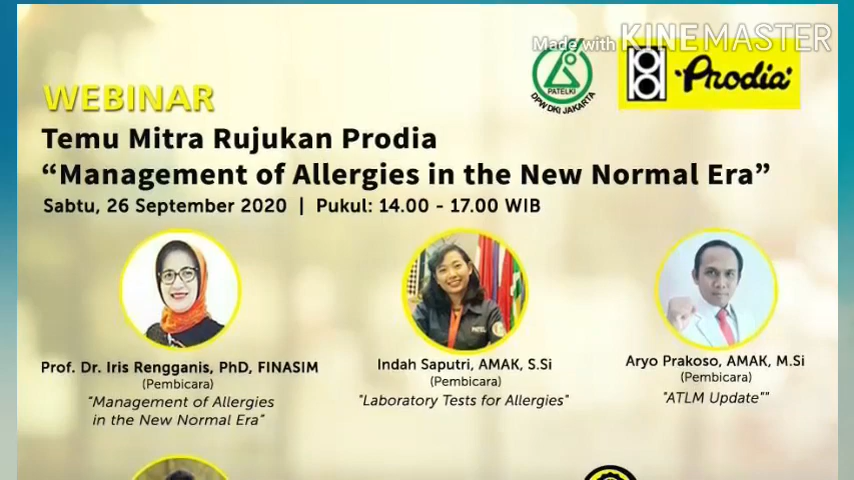 Made with KINEMASTER
PATELKI
DPW DKI JAKARTA
Prodia
WEBINAR
Temu Mitra Rujukan Prodia
“Management of Allergies in the New Normal Era”
Sabtu, 26 September 2020 | Pukul: 14.00 - 17.00 WIB
Prof. Dr. Iris Rengganis, PhD, FINASIM
(Pembicara)
“Management of Allergies
in the New Normal Era”
Indah Saputri, AMAK, S.Si
(Pembicara)
"Laboratory Tests for Allergies"
Aryo Prakoso, AMAK, M.Si
(Pembicara)
"ATLM Update""